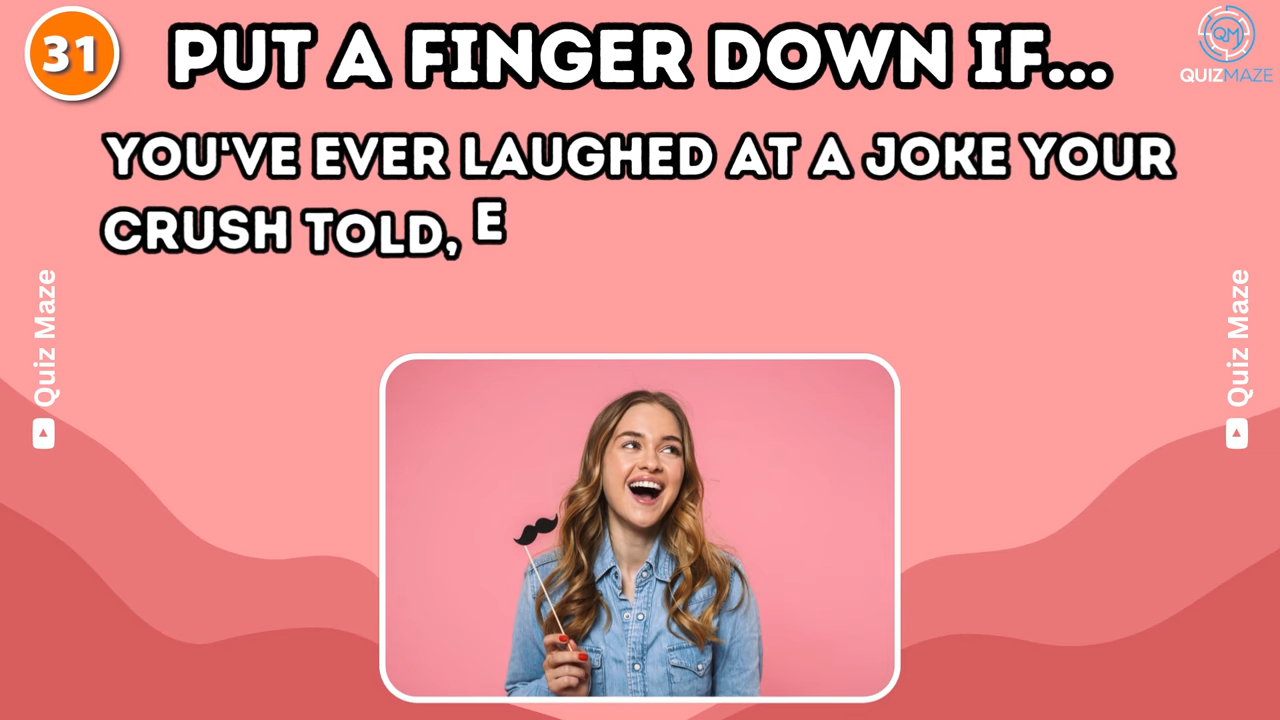 31
PUT A FINGER DOWN IF...
QM
QUIZMAZE
YOU'VE EVER LAUGHED AT A JOKE YOUR
CRUSH TOLD, E
Quiz Maze
Quiz Maze